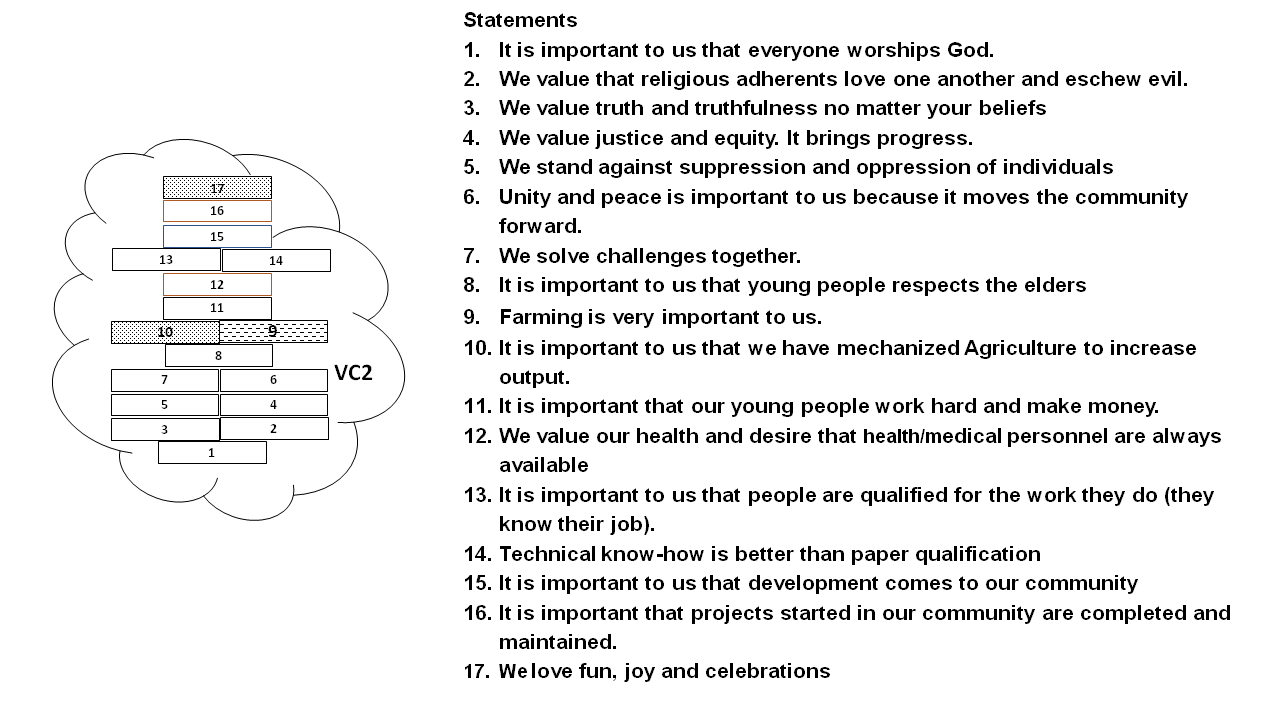 17
16
15
13 14
12
11
10 9
8
7 6
VC2
5 4
3 2
1
Statements
1. It is important to us that everyone worships God.
2. We value that religious adherents love one another and eschew evil.
3. We value truth and truthfulness no matter your beliefs
4. We value justice and equity. It brings progress.
5. We stand against suppression and oppression of individuals
6. Unity and peace is important to us because it moves the community
forward.
7. We solve challenges together.
8. It is important to us that young people respects the elders
9. Farming is very important to us.
10. It is important to us that we have mechanized Agriculture to increase
output.
11. It is important that our young people work hard and make money.
12. We value our health and desire that health/medical personnel are always
available
13. It is important to us that people are qualified for the work they do (they
know their job).
14. Technical know-how is better than paper qualification
15. It is important to us that development comes to our community
16. It is important that projects started in our community are completed and
maintained.
17. We love fun, joy and celebrations